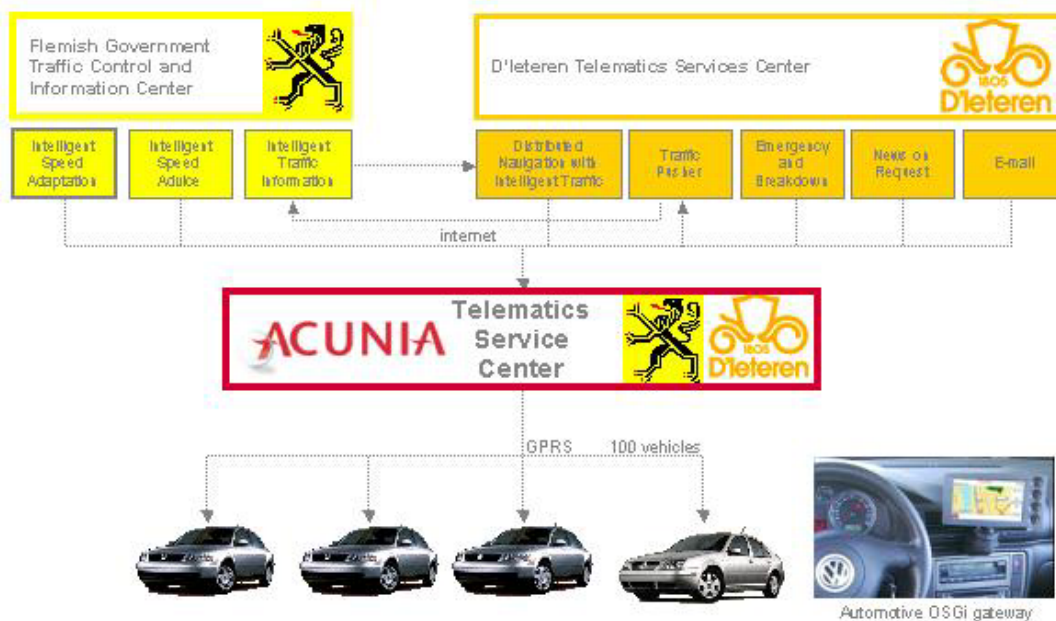 Flemish Government
Traffic Control and
Information Center
D'Ieteren Telematics Services Center
1805
D'Ieteren
Intelligent
Speed
Adaptation
Intelligent
Speed
Advice
Intelligent
Traffic
Information
Distributed
Navigation with
Intelligent Traffic
Traffic
Pusher
Emergency
and
Breakdown
News on
Request
E-mail
internet
ACUNIA
Telematics
Service
Center
1805
D'Ieteren
GPRS
100 vehicles
Automotive OSGi gateway